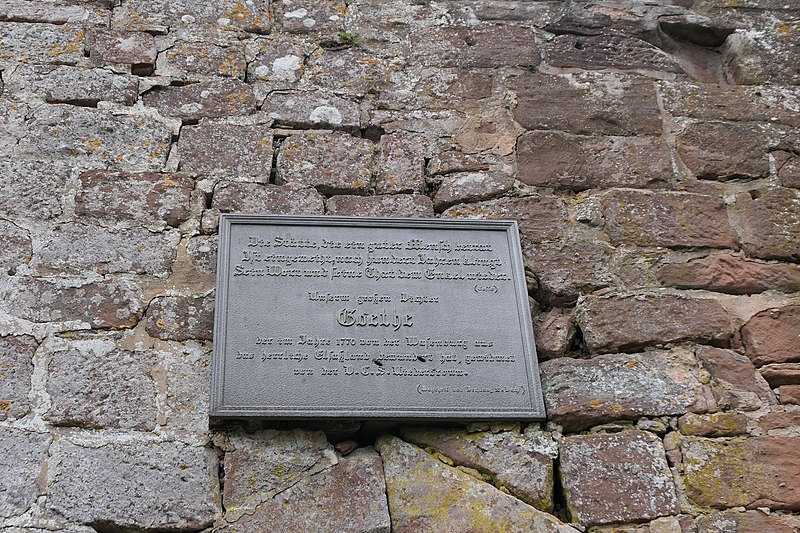 Die Stätte, die ein guter Mensch betrat
Ist eingeweiht; nach hundert Jahren klingt
Sein Wort und seine That dem Enkel wieder.
(Tasso)
Unserm großen Dichter
Goethe
der im Jahre 1770 von der Wasenburg aus
das herrliche Elsaßland bewundert hat, gewidmet
von der V.C.S. Niederbronn.